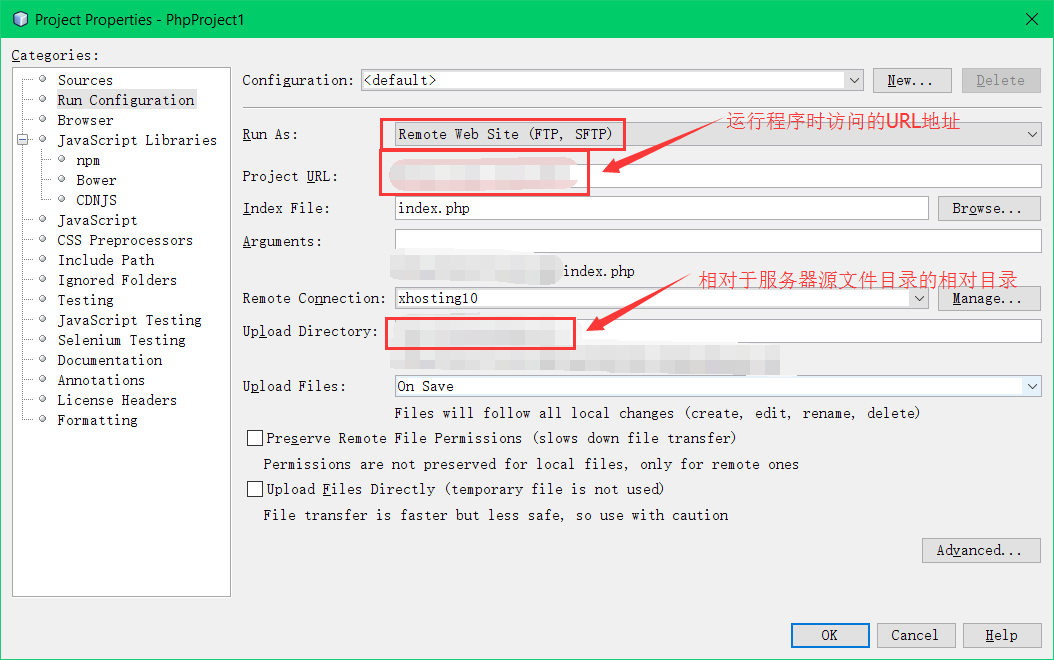 Project Properties - PhpProject1
Categories:
Sources
Run Configuration
Browser
JavaScript Libraries
npm
Bower
CDNJS
JavaScript
CSS Preprocessors
Include Path
Ignored Folders
Testing
JavaScript Testing
Selenium Testing
Documentation
Annotations
License Headers
Formatting
Configuration: <default> New... Delete
Run As: Remote Web Site (FTP, SFTP)
运行程序时访问的URL地址
Project URL:
Index File: index.php Browse...
Arguments:
index.php
相对于服务器源文件目录的相对目录
Remote Connection: xhosting10 Manage...
Upload Directory:
Upload Files: On Save
Files will follow all local changes (create, edit, rename, delete)
Preserve Remote File Permissions (slows down file transfer)
Permissions are not preserved for local files, only for remote ones
Upload Files Directly (temporary file is not used)
File transfer is faster but less safe, so use with caution
Advanced...
OK Cancel Help